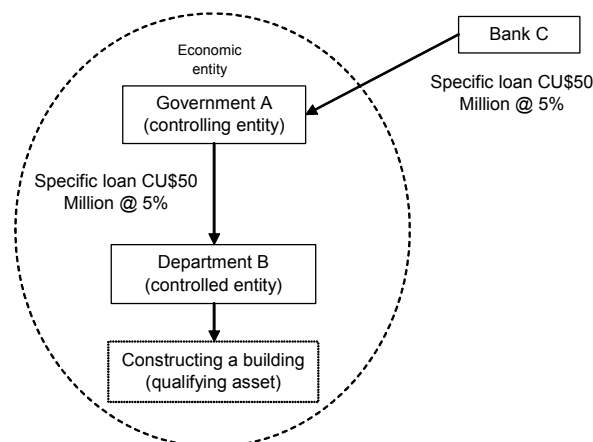 Economic
entity
Government A
(controlling entity)
Bank C
Specific loan CU$50
Million @ 5%
Specific loan CU$50
Million @ 5%
Department B
(controlled entity)
Constructing a building
(qualifying asset)